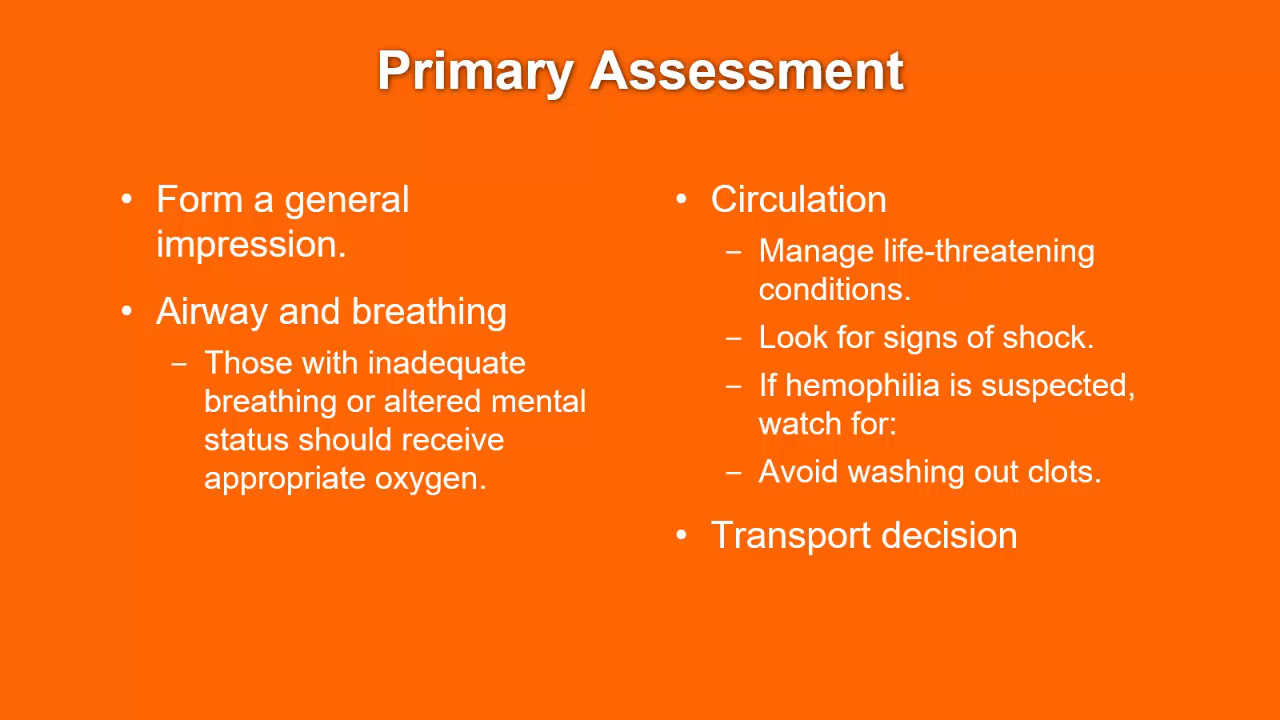 Primary Assessment
• Form a general
impression.
• Airway and breathing
– Those with inadequate
breathing or altered mental
status should receive
appropriate oxygen.
• Circulation
– Manage life-threatening
conditions.
– Look for signs of shock.
– If hemophilia is suspected,
watch for:
– Avoid washing out clots.
• Transport decision